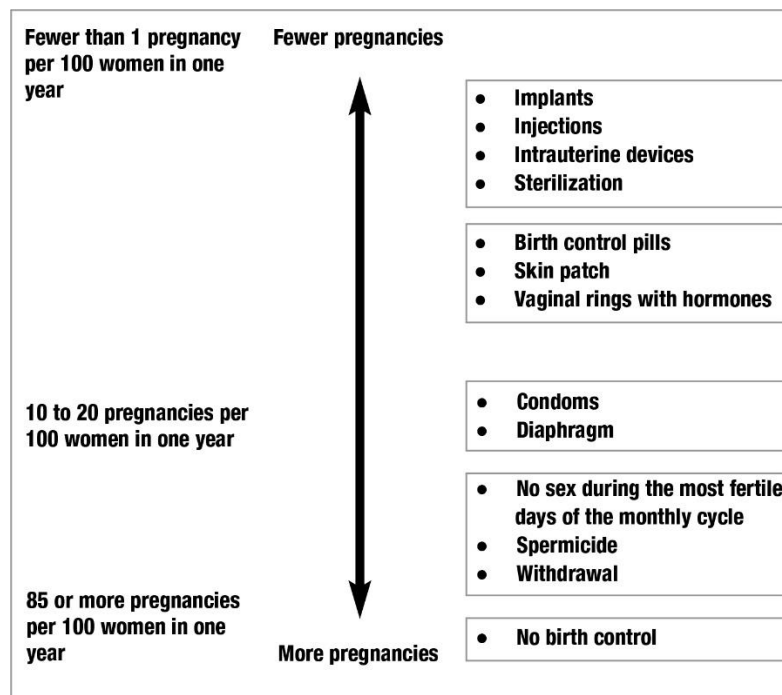 Fewer than 1 pregnancy
per 100 women in one
year
Fewer pregnancies
● Implants
● Injections
● Intrauterine devices
● Sterilization
● Birth control pills
● Skin patch
● Vaginal rings with hormones
10 to 20 pregnancies per
100 women in one year
● Condoms
● Diaphragm
● No sex during the most fertile
days of the monthly cycle
● Spermicide
● Withdrawal
85 or more pregnancies
per 100 women in one
year
More pregnancies
● No birth control